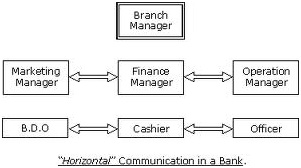 Branch
Manager
Marketing
Manager
Finance
Manager
Operation
Manager
B.D.O
Cashier
Officer
"Horizontal" Communication in a Bank.